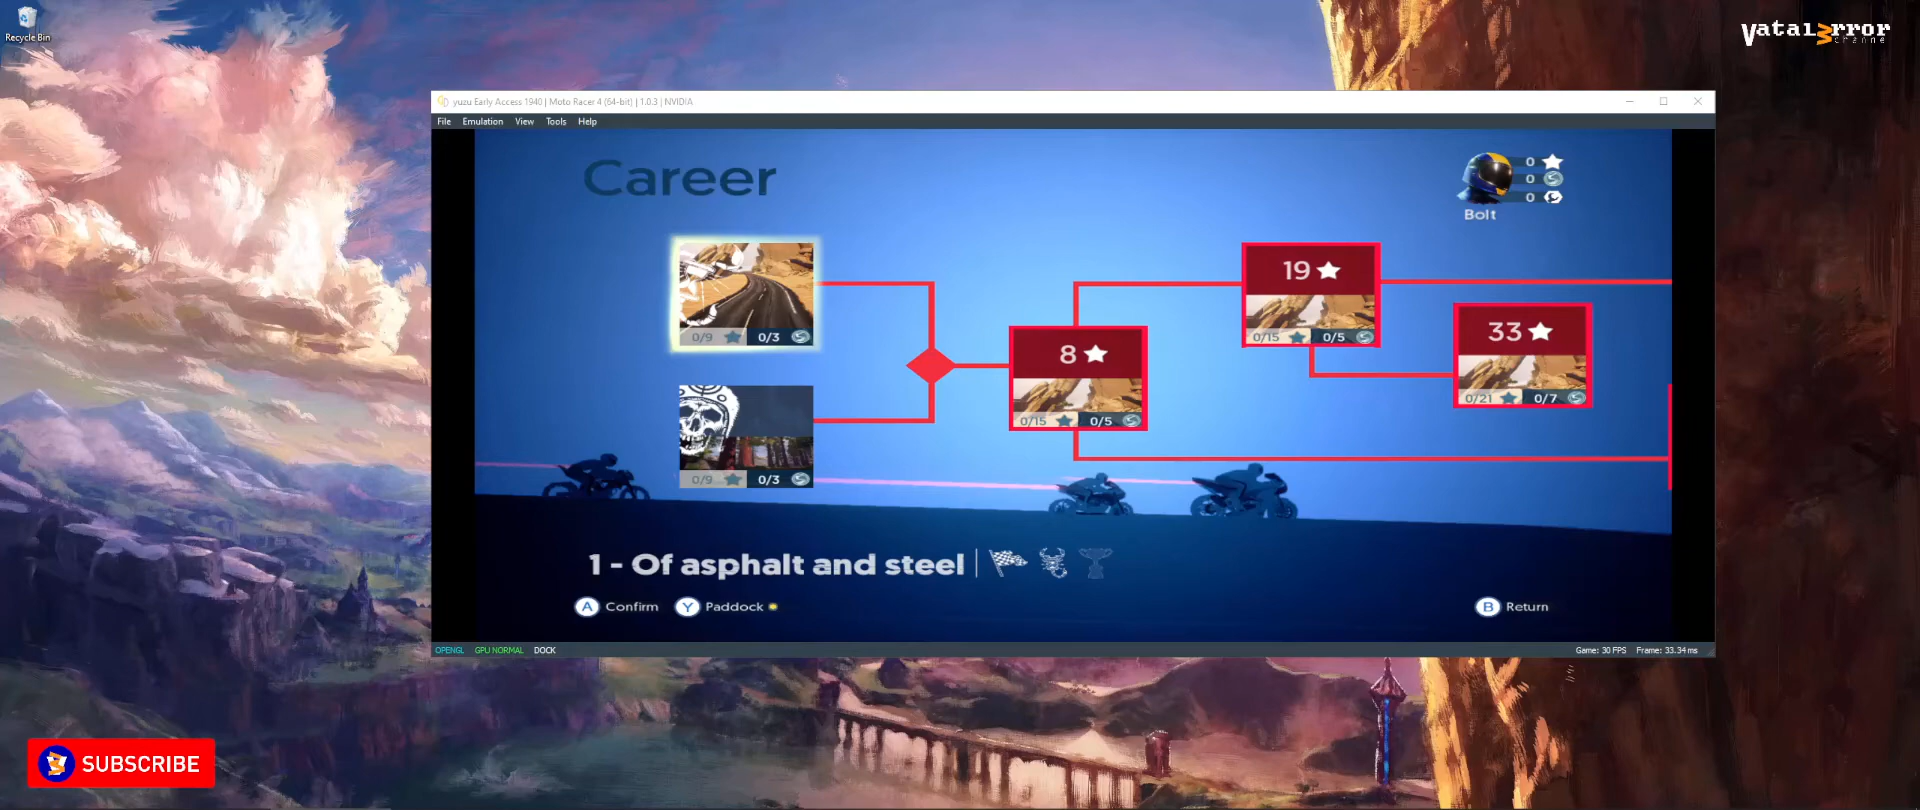 Recycle Bin
Vatal3rror
channel
yuzu Early Access 1940 | Moto Racer 4 (64-bit) | 1.0.3 | NVIDIA
File Emulation View Tools Help
Career
0
0
0
Bolt
0/9 0/3
0/9 0/3
8
0/15 0/5
19
0/15 0/5
33
0/21 0/7
1 - Of asphalt and steel
A Confirm Y Paddock B Return
OPENGL GPU NORMAL DOCK Game: 30 FPS Frame: 33.34 ms
SUBSCRIBE